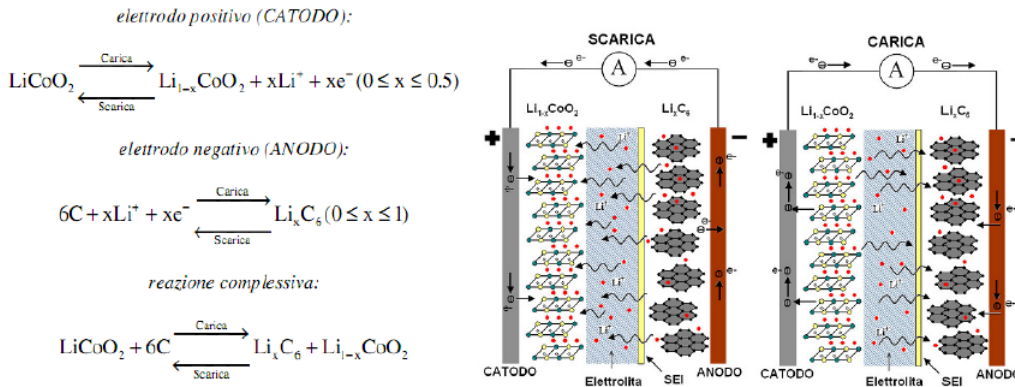 elettrodo positivo (CATODO):
Carica
LiCoO₂ ⇄ Li₁₋ₓCoO₂ + xLi⁺ + xe⁻ (0 ≤ x ≤ 0.5)
Scarica
elettrodo negativo (ANODO):
Carica
6C + xLi⁺ + xe⁻ ⇄ LiₓC₆ (0 ≤ x ≤ 1)
Scarica
reazione complessiva:
Carica
LiCoO₂ + 6C ⇄ LiₓC₆ + Li₁₋ₓCoO₂
Scarica
SCARICA
e- A e-
Li₁₋ₓCoO₂ LiₓC₆
+ −
Li⁺
e-
Li⁺
e-
Li⁺
Li⁺
CATODO Elettrolita SEI ANODO
CARICA
e- A e-
Li₁₋ₓCoO₂ LiₓC₆
+ −
Li⁺
e-
Li⁺
e-
Li⁺
Li⁺
CATODO Elettrolita SEI ANODO